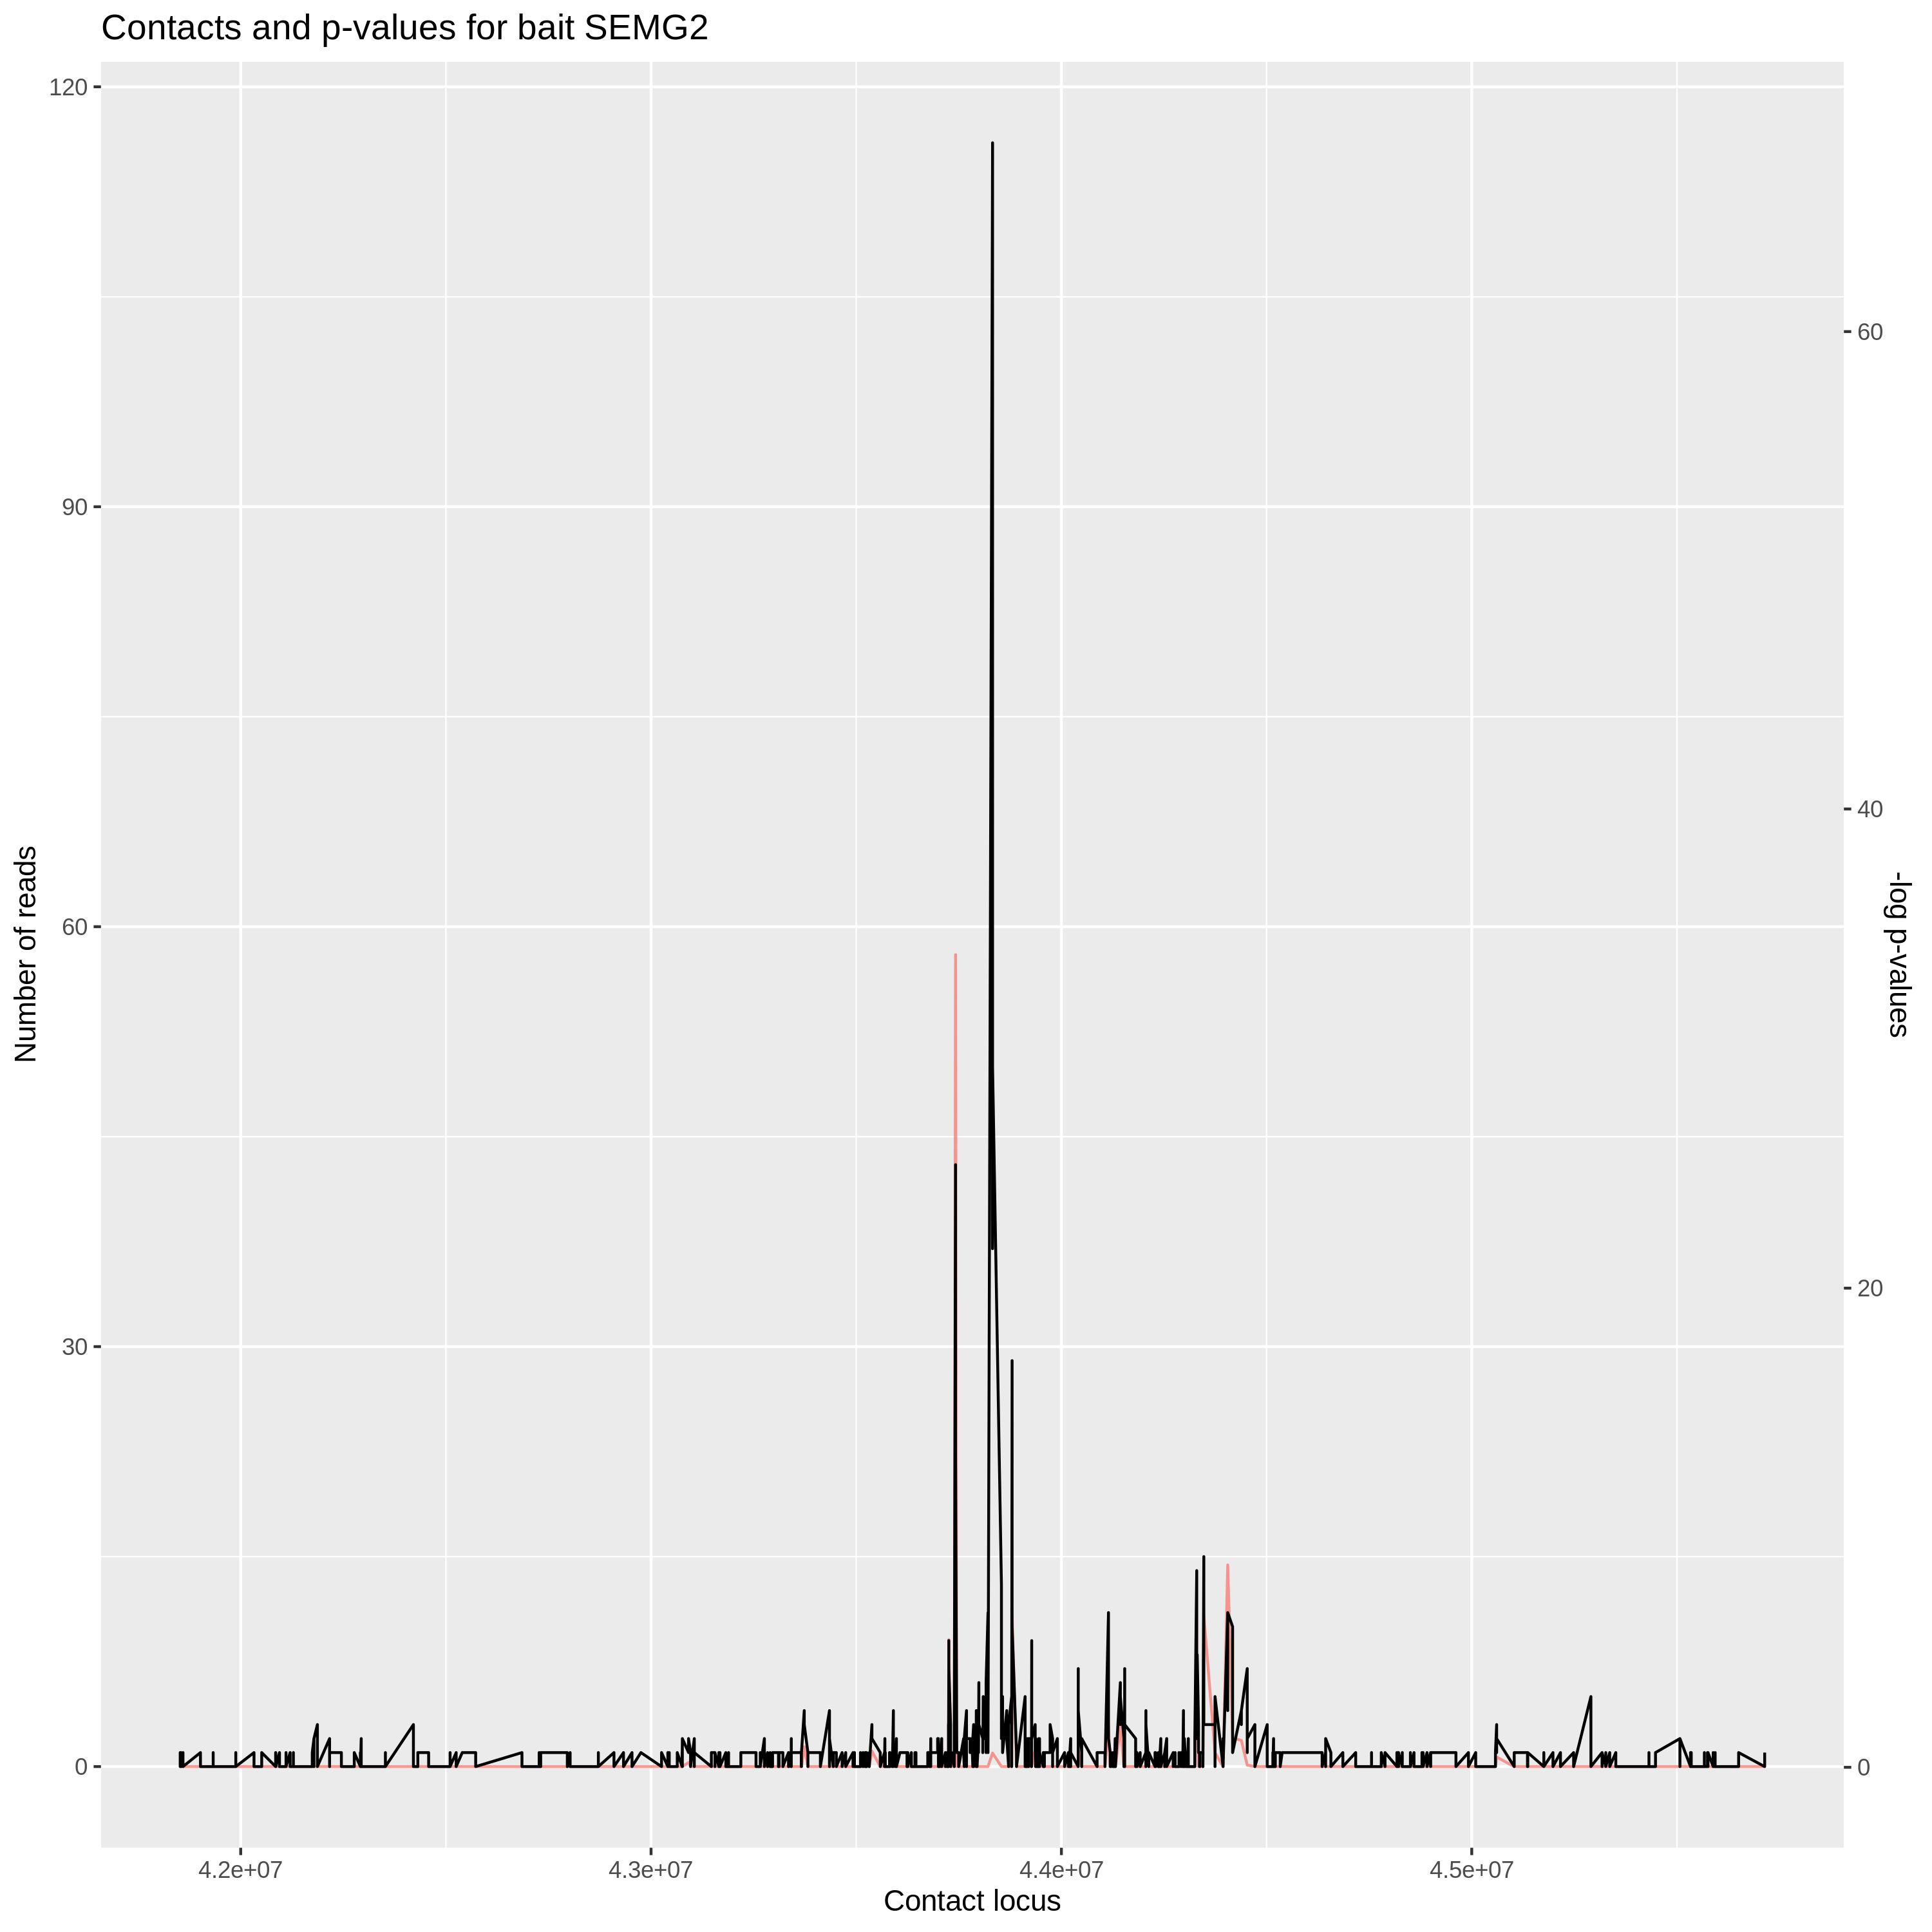 Contacts and p-values for bait SEMG2
120
90
60
30
0
Number of reads
60
40
20
0
-log p-values
4.2e+07 4.3e+07 4.4e+07 4.5e+07
Contact locus